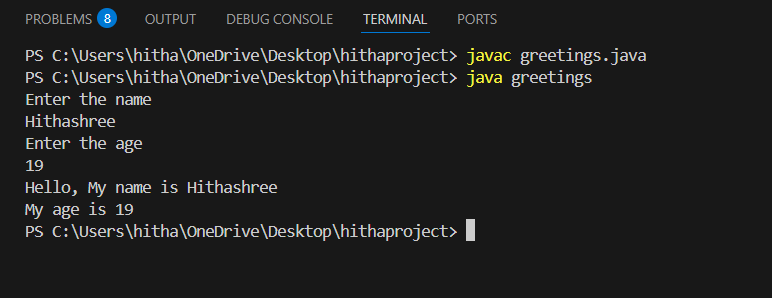 PROBLEMS 8 OUTPUT DEBUG CONSOLE TERMINAL PORTS
PS C:\Users\hitha\OneDrive\Desktop\hithaproject> javac greetings.java
PS C:\Users\hitha\OneDrive\Desktop\hithaproject> java greetings
Enter the name
Hithashree
Enter the age
19
Hello, My name is Hithashree
My age is 19
PS C:\Users\hitha\OneDrive\Desktop\hithaproject>